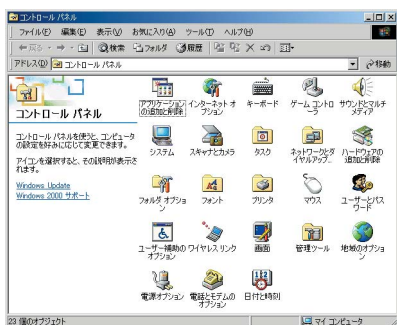 コントロール パネル
ファイル(F) 編集(E) 表示(V) お気に入り(A) ツール(T) ヘルプ(H)
戻る 検索 フォルダ 履歴
アドレス(D) コントロール パネル 移動
コントロール パネル
コントロール パネルを使うと、コンピュータ
の設定を好みに応じて変更できます。
アイコンを選択すると、その説明が表示さ
れます。
Windows Update
Windows 2000 サポート
アプリケーション
の追加と削除
インターネット オ
プション
キーボード
ゲーム コントロ
ーラ
サウンドとマルチ
メディア
システム
スキャナとカメラ
タスク
ネットワークとダ
イヤルアップ...
ハードウェアの
追加と削除
フォルダ オプショ
ン
フォント
プリンタ
マウス
ユーザーとパス
ワード
ユーザー補助の
オプション
ワイヤレス リンク
画面
管理ツール
地域のオプショ
ン
電源オプション
電話とモデムの
オプション
日付と時刻
23 個のオブジェクト
マイ コンピュータ